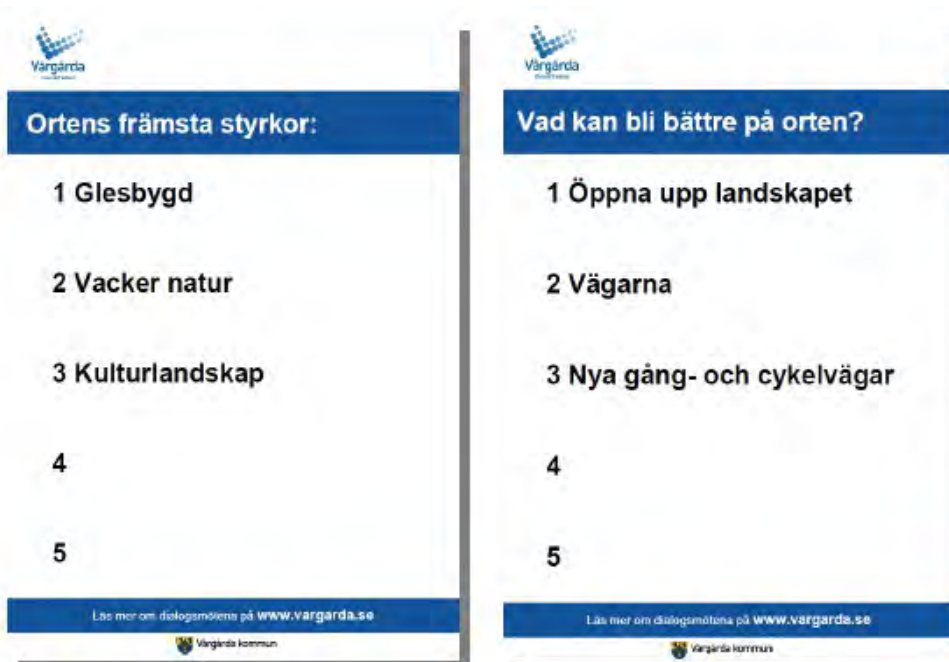 Vårgårda
Ortens främsta styrkor:
1 Glesbygd
2 Vacker natur
3 Kulturlandskap
4
5
Läs mer om dialogsmötena på www.vargarda.se
Vårgårda kommun
Vårgårda
Vad kan bli bättre på orten?
1 Öppna upp landskapet
2 Vägarna
3 Nya gång- och cykelvägar
4
5
Läs mer om dialogsmötena på www.vargarda.se
Vårgårda kommun